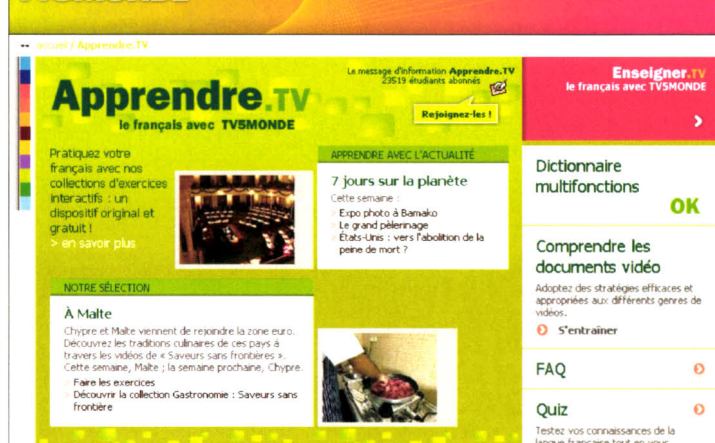 accueil / Apprendre.TV
Apprendre.TV
le français avec TV5MONDE
Le message d'information Apprendre.TV
23519 étudiants abonnés
Rejoignez-les !
Pratiquez votre
français avec nos
collections d'exercices
interactifs : un
dispositif original et
gratuit !
> en savoir plus
APPRENDRE AVEC L'ACTUALITÉ
7 jours sur la planète
Cette semaine :
Expo photo à Bamako
Le grand pèlerinage
États-Unis : vers l'abolition de la
peine de mort ?
NOTRE SÉLECTION
À Malte
Chypre et Malte viennent de rejoindre la zone euro.
Découvrez les traditions culinaires de ces pays à
travers les vidéos de « Saveurs sans frontières ».
Cette semaine, Malte ; la semaine prochaine, Chypre.
Faire les exercices
Découvrir la collection Gastronomie : Saveurs sans
frontière
Enseigner.TV
le français avec TV5MONDE
Dictionnaire
multifonctions
OK
Comprendre les
documents vidéo
Adoptez des stratégies efficaces et
appropriées aux différents genres de
vidéos.
S'entraîner
FAQ
Quiz
Testez vos connaissances de la
langue française tout en vous